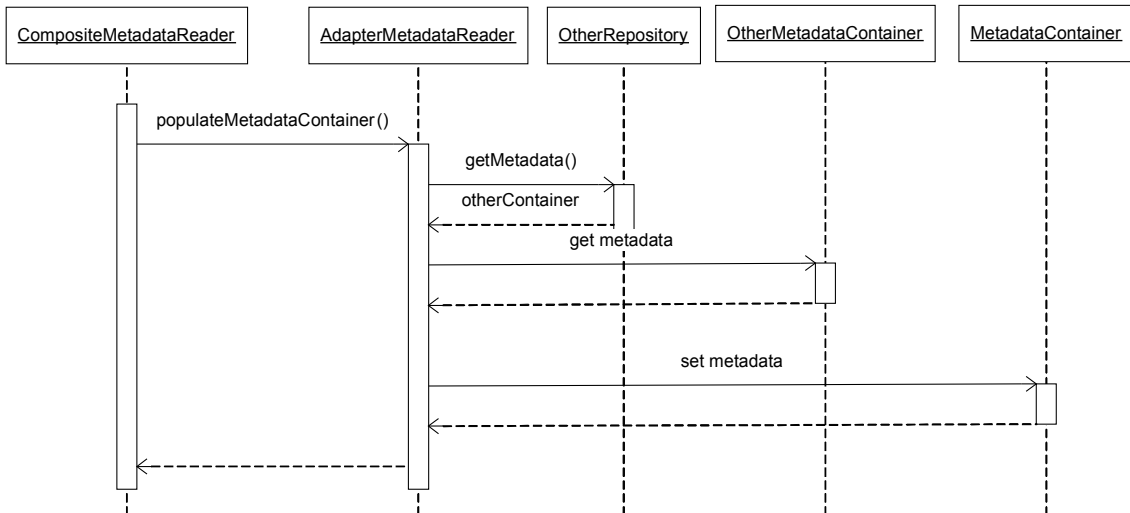 CompositeMetadataReader
AdapterMetadataReader
OtherRepository
OtherMetadataContainer
MetadataContainer
populateMetadataContainer()
getMetadata()
otherContainer
get metadata
set metadata